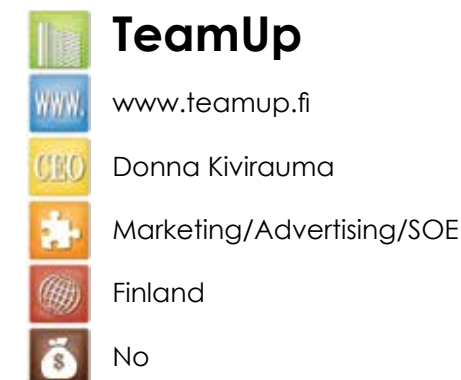 TeamUp
WWW.
www.teamup.fi
CEO
Donna Kivirauma
Marketing/Advertising/SOE
Finland
$
No